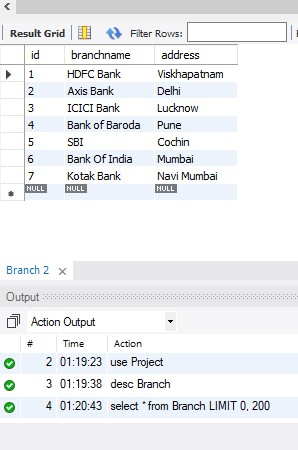 Result Grid Filter Rows:
id branchname address
1 HDFC Bank Viskhapatnam
2 Axis Bank Delhi
3 ICICI Bank Lucknow
4 Bank of Baroda Pune
5 SBI Cochin
6 Bank Of India Mumbai
7 Kotak Bank Navi Mumbai
NULL NULL NULL
Branch 2
Output
Action Output
# Time Action
2 01:19:23 use Project
3 01:19:38 desc Branch
4 01:20:43 select * from Branch LIMIT 0, 200